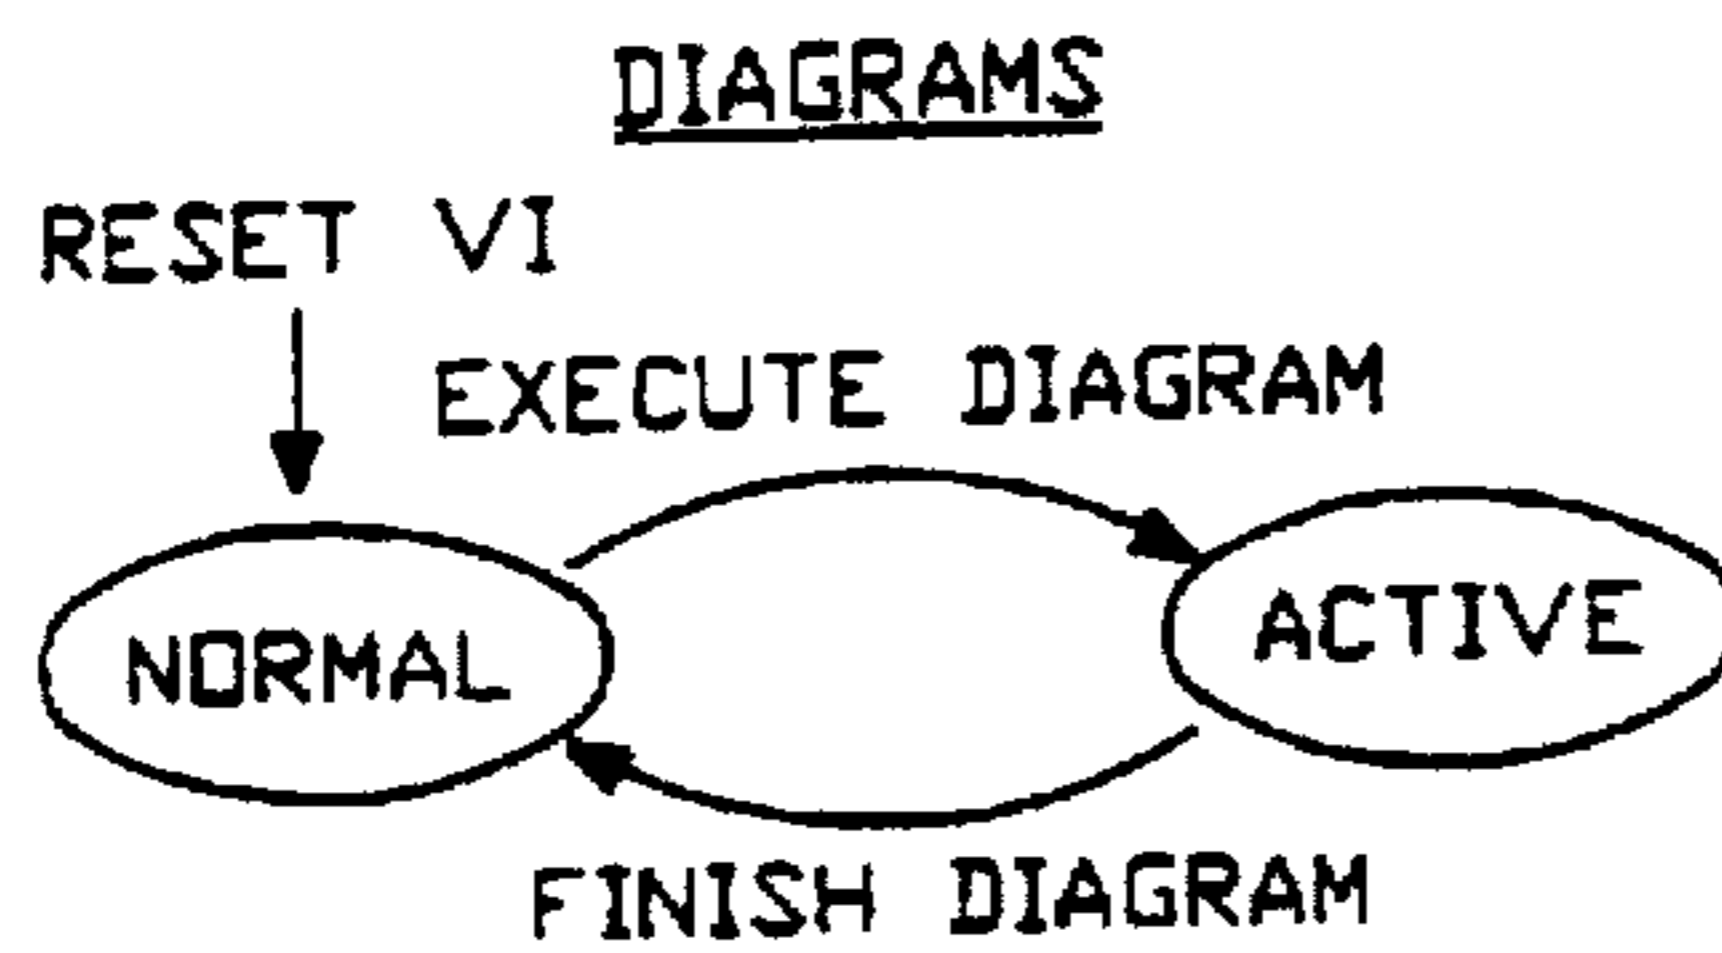 DIAGRAMS
RESET VI
EXECUTE DIAGRAM
NORMAL
ACTIVE
FINISH DIAGRAM